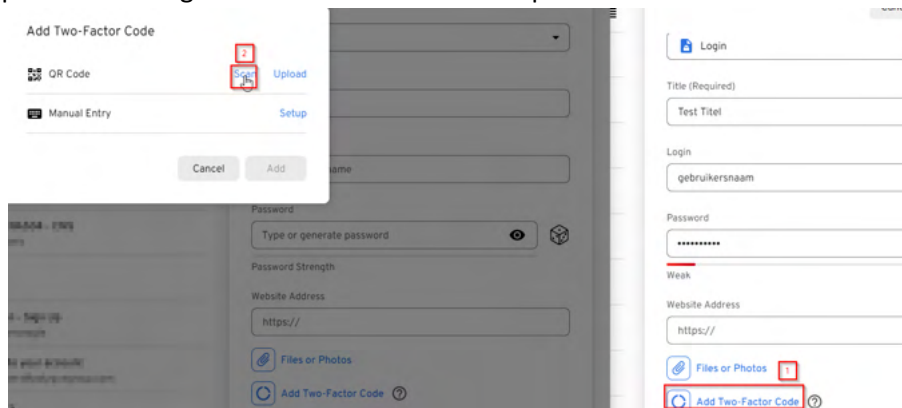 Add Two-Factor Code
2
QR Code
Scan Upload
Manual Entry
Setup
Cancel
Add
Password
Type or generate password
Password Strength
Website Address
https://
Files or Photos
Add Two-Factor Code
Login
Title (Required)
Test Titel
Login
gebruikersnaam
Password
••••••••••
Weak
Website Address
https://
Files or Photos
1
Add Two-Factor Code